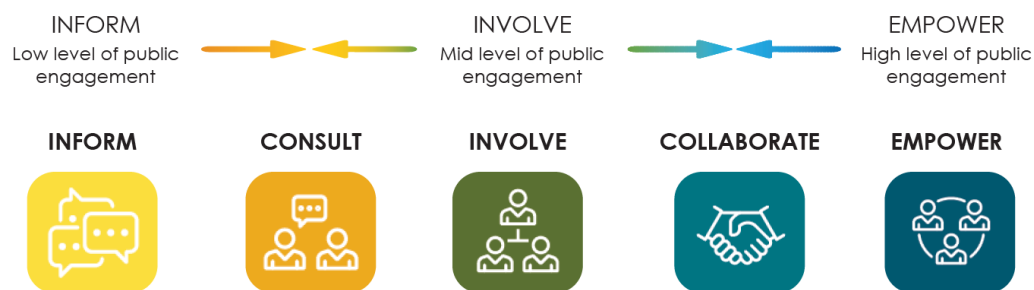 INFORM
Low level of public
engagement
INVOLVE
Mid level of public
engagement
EMPOWER
High level of public
engagement
INFORM
CONSULT
INVOLVE
COLLABORATE
EMPOWER